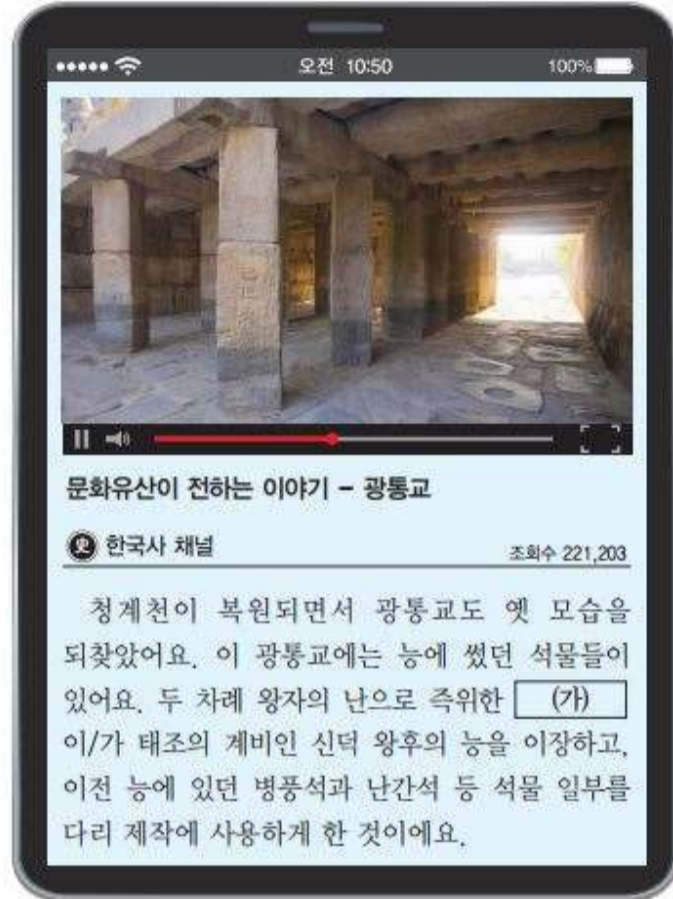 오전 10:50
100%
문화유산이 전하는 이야기 – 광통교
史 한국사 채널
조회수 221,203
청계천이 복원되면서 광통교도 옛 모습을
되찾았어요. 이 광통교에는 능에 썼던 석물들이
있어요. 두 차례 왕자의 난으로 즉위한 (가)
이/가 태조의 계비인 신덕 왕후의 능을 이장하고,
이전 능에 있던 병풍석과 난간석 등 석물 일부를
다리 제작에 사용하게 한 것이에요.